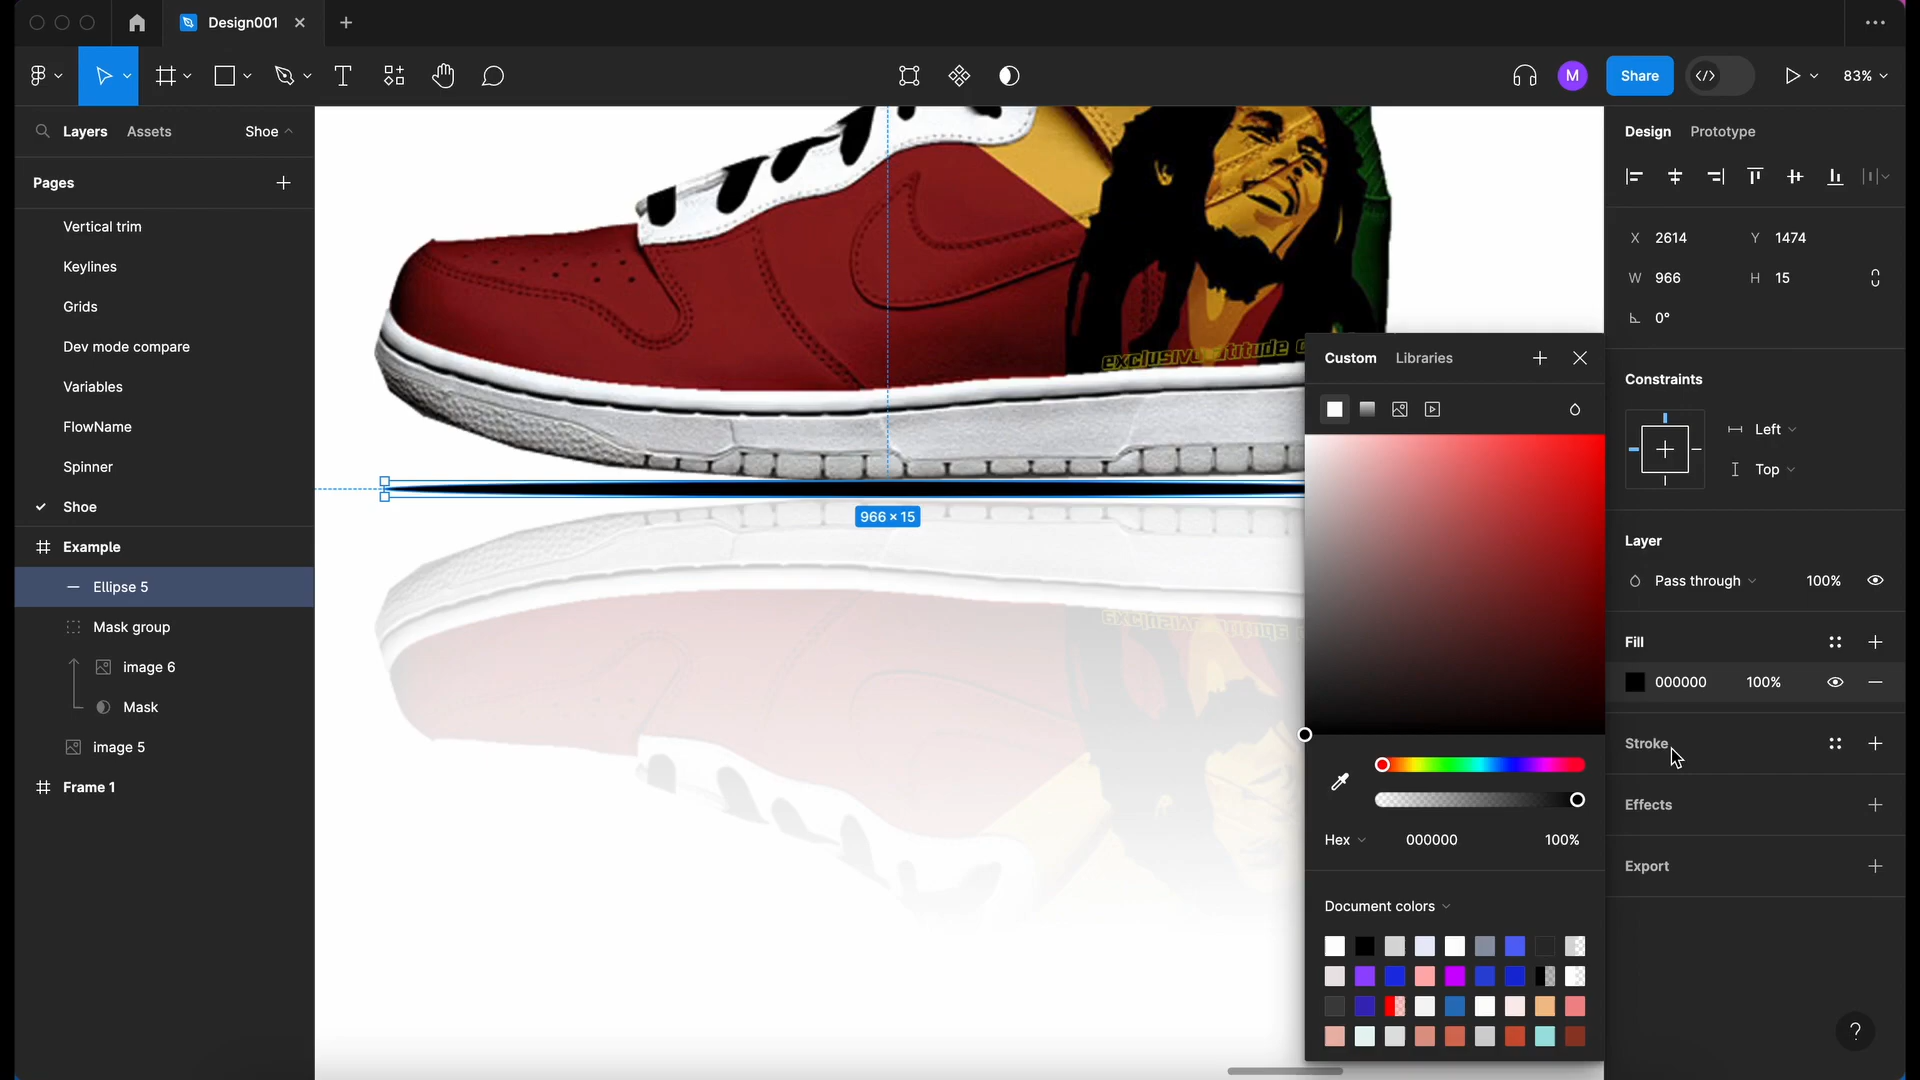 Design001
Share
83%
M
Layers
Assets
Shoe
Pages
Vertical trim
Keylines
Grids
Dev mode compare
Variables
FlowName
Spinner
Shoe
Example
Ellipse 5
Mask group
image 6
Mask
image 5
Frame 1
966 × 15
Custom
Libraries
Hex
000000
100%
Document colors
Design
Prototype
X 2614
Y 1474
W 966
H 15
0°
Constraints
Left
Top
Layer
Pass through
100%
Fill
000000
100%
Stroke
Effects
Export
?